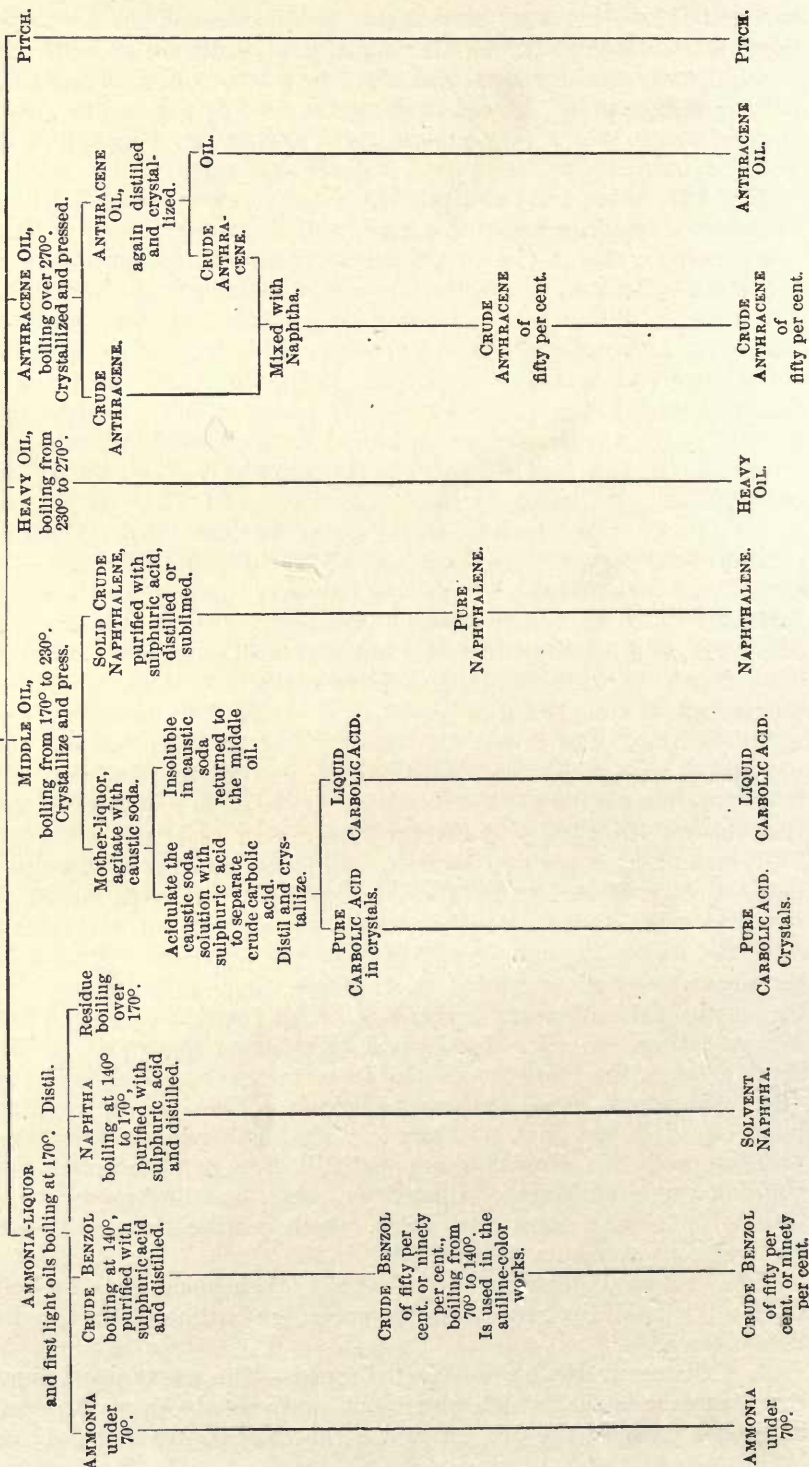 AMMONIA-LIQUOR
and first light oils boiling at 170°. Distil.
MIDDLE OIL,
boiling from 170° to 230°.
Crystallize and press.
HEAVY OIL,
boiling from
230° to 270°.
ANTHRACENE OIL,
boiling over 270°.
Crystallized and pressed.
PITCH.
AMMONIA
under
70°.
CRUDE BENZOL
boiling at 140°,
purified with
sulphuric acid
and distilled.
NAPHTHA
boiling at 140°
to 170°,
purified with
sulphuric acid
and distilled.
Residue
boiling
over
170°.
Mother-liquor,
agitate with
caustic soda.
SOLID CRUDE
NAPHTHALENE,
purified with
sulphuric acid,
distilled or
sublimed.
CRUDE
ANTHRACENE.
ANTHRACENE
OIL,
again distilled
and crystal-
lized.
Acidulate the
caustic soda
solution with
sulphuric acid
to separate
crude carbolic
acid.
Distil and crys-
tallize.
Insoluble
in caustic
soda
returned to
the middle
oil.
CRUDE
ANTHRA-
CENE.
OIL.
Mixed with
Naphtha.
PURE
CARBOLIC ACID
in crystals.
LIQUID
CARBOLIC ACID.
CRUDE BENZOL
of fifty per
cent. or ninety
per cent.,
boiling from
70° to 140°.
Is used in the
aniline-color
works.
PURE
NAPHTHALENE.
CRUDE
ANTHRACENE
of
fifty per cent.
AMMONIA
under
70°.
CRUDE BENZOL
of fifty per
cent. or ninety
per cent.
SOLVENT
NAPHTHA.
PURE
CARBOLIC ACID.
Crystals.
LIQUID
CARBOLIC ACID.
NAPHTHALENE.
HEAVY
OIL.
CRUDE
ANTHRACENE
of
fifty per cent.
ANTHRACENE
OIL.
PITCH.